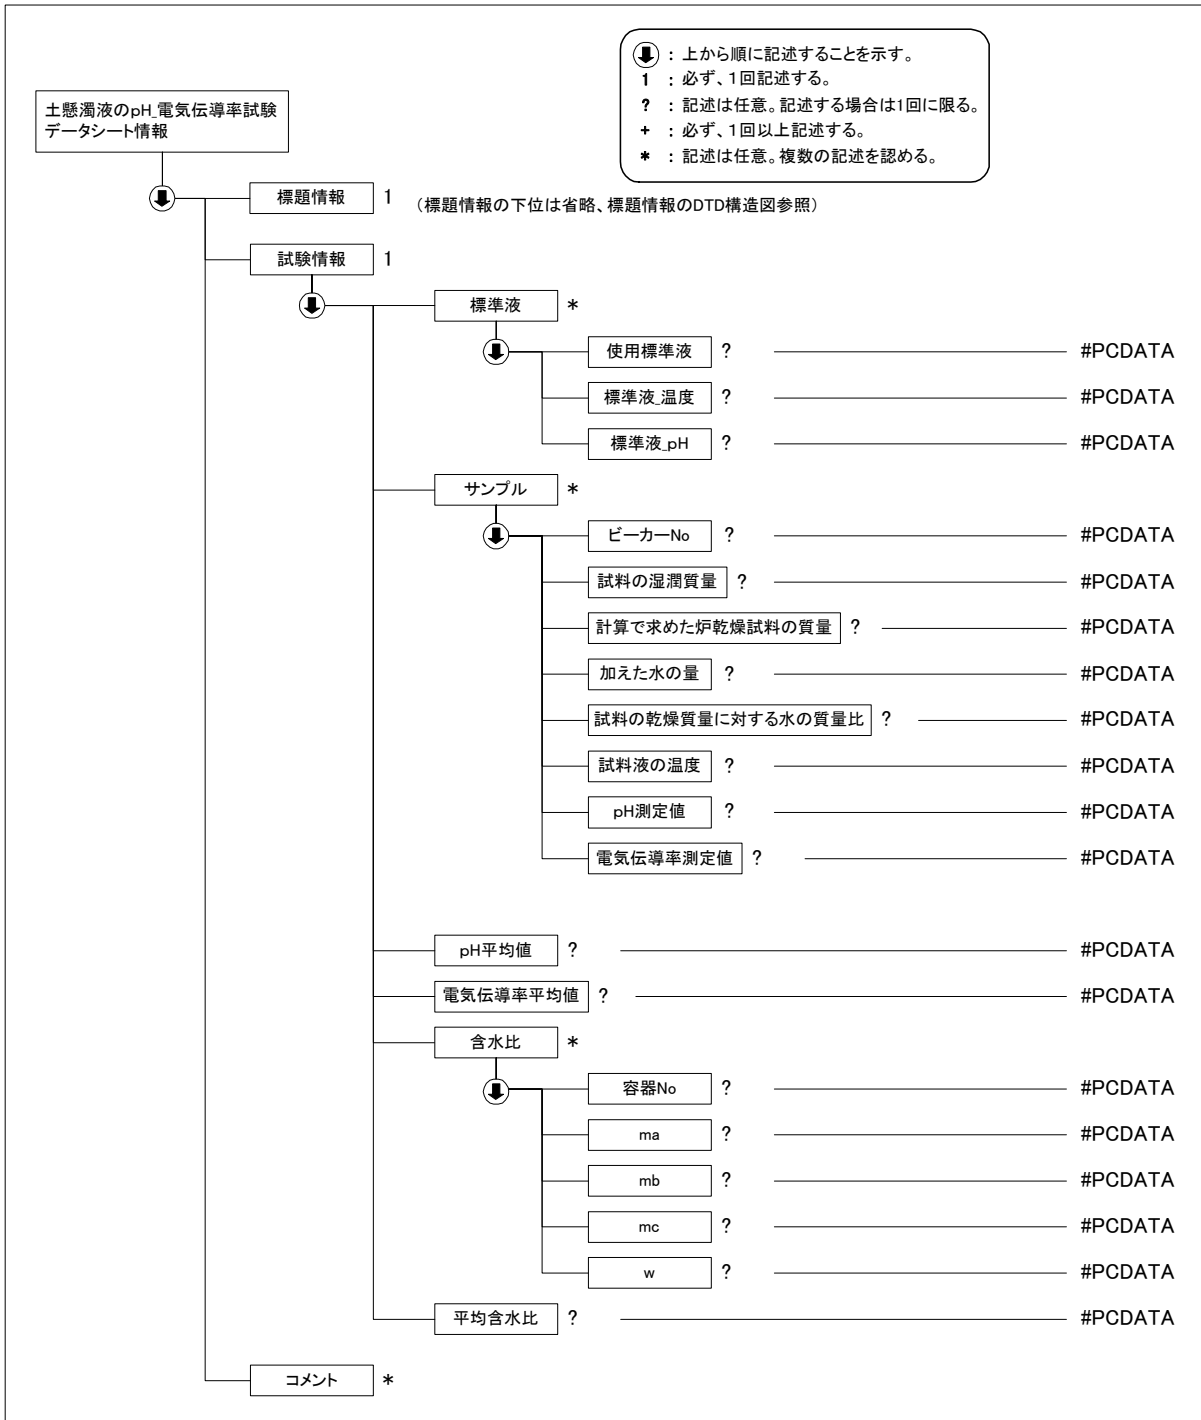 ：上から順に記述することを示す。
1：必ず、1回記述する。
?：記述は任意。記述する場合は1回に限る。
+：必ず、1回以上記述する。
*：記述は任意。複数の記述を認める。
土懸濁液のpH_電気伝導率試験
データシート情報
標題情報 1 （標題情報の下位は省略、標題情報のDTD構造図参照）
試験情報 1
標準液 *
使用標準液 ? #PCDATA
標準液_温度 ? #PCDATA
標準液_pH ? #PCDATA
サンプル *
ビーカーNo ? #PCDATA
試料の湿潤質量 ? #PCDATA
計算で求めた炉乾燥試料の質量 ? #PCDATA
加えた水の量 ? #PCDATA
試料の乾燥質量に対する水の質量比 ? #PCDATA
試料液の温度 ? #PCDATA
pH測定値 ? #PCDATA
電気伝導率測定値 ? #PCDATA
pH平均値 ? #PCDATA
電気伝導率平均値 ? #PCDATA
含水比 *
容器No ? #PCDATA
ma ? #PCDATA
mb ? #PCDATA
mc ? #PCDATA
w ? #PCDATA
平均含水比 ? #PCDATA
コメント *